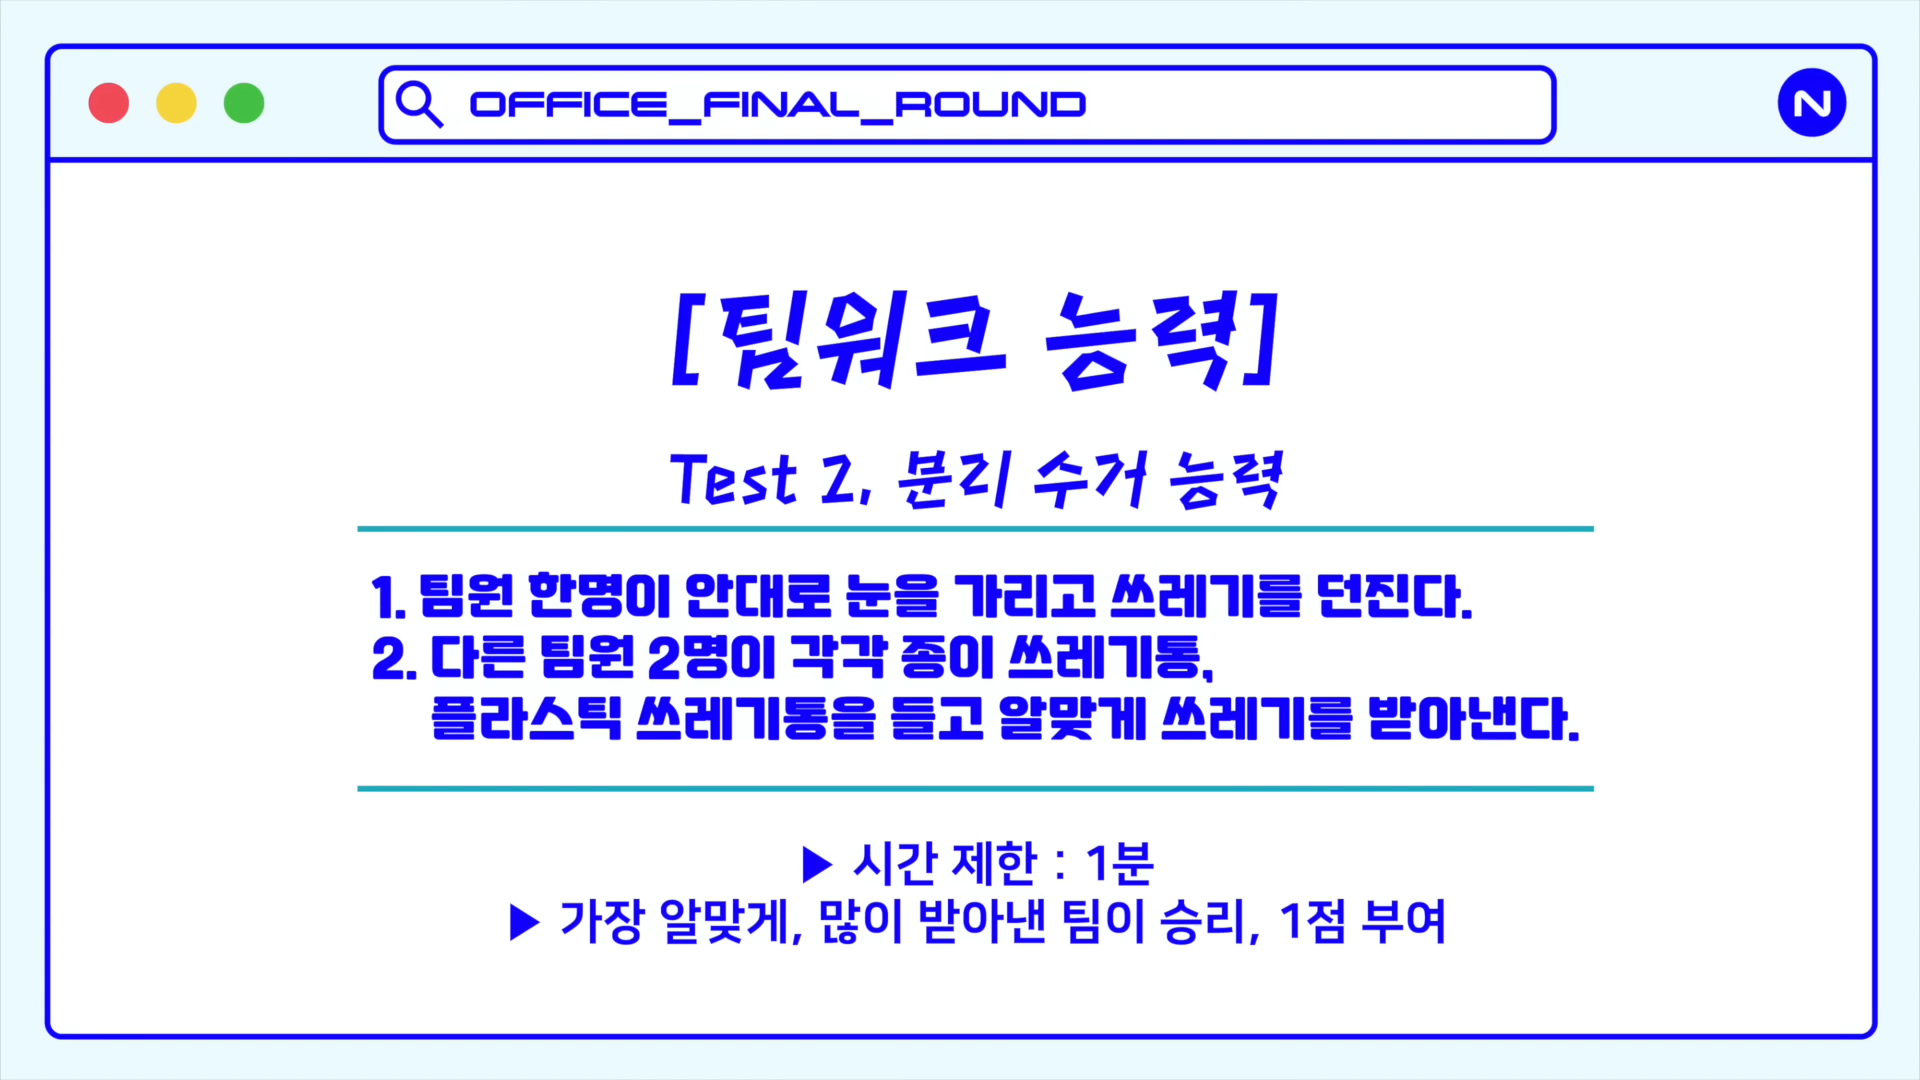 OFFICE_FINAL_ROUND
N
[팀워크 능력]
Test 2, 분리 수거 능력
1. 팀원 한명이 안대로 눈을 가리고 쓰레기를 던진다.
2. 다른 팀원 2명이 각각 종이 쓰레기통,
플라스틱 쓰레기통을 들고 알맞게 쓰레기를 받아낸다.
▶ 시간 제한 : 1분
▶ 가장 알맞게, 많이 받아낸 팀이 승리, 1점 부여